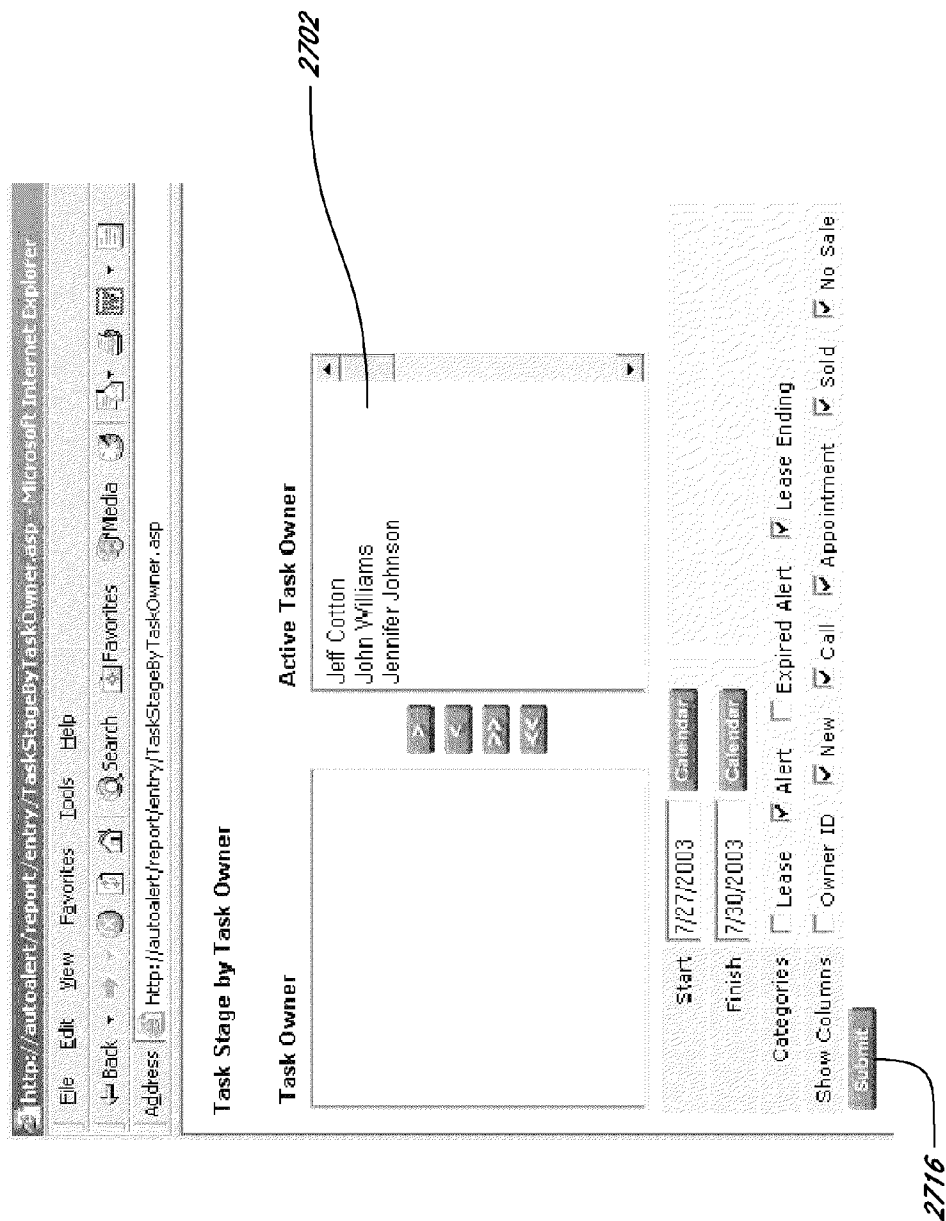 http://autoalert/report/entry/TaskStageByTaskOwner.asp - Microsoft Internet Explorer
File Edit View Favorites Tools Help
Back Search Favorites Media
Address http://autoalert/report/entry/TaskStageByTaskOwner.asp
Task Stage by Task Owner
Task Owner Active Task Owner
Jeff Cotton
John Williams
Jennifer Johnson
2702
>
<
>>
<<
Start 7/27/2003 Calendar
Finish 7/30/2003 Calendar
Categories Lease Alert Expired Alert Lease Ending
Show Columns Owner ID New Call Appointment Sold No Sale
Submit
2716